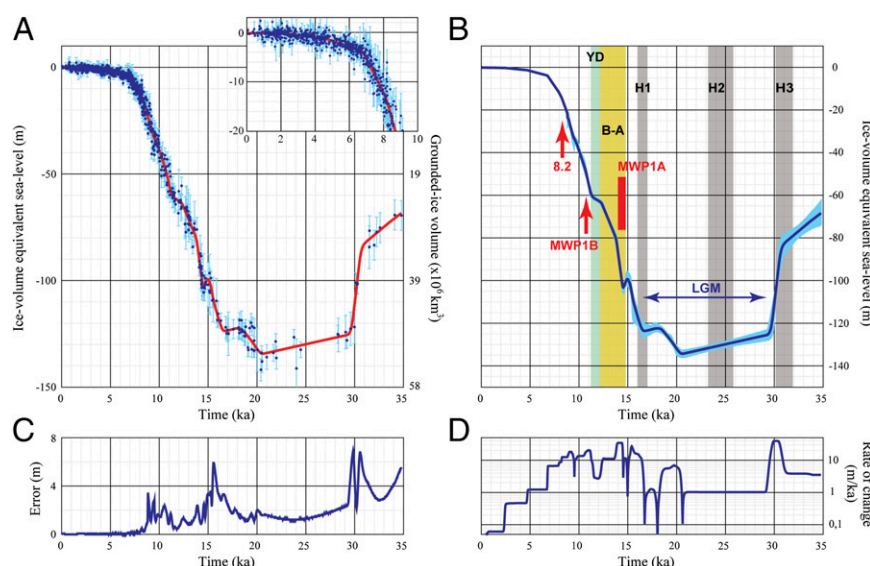 A
0
-10
-20
0 2 4 6 8 10
0
-50
-100
-150
Ice-volume equivalent sea-level (m)
19
39
58
Grounded-ice volume (x10⁶ km³)
0 5 10 15 20 25 30 35
Time (ka)
B
YD
H1 H2 H3
B-A
MWP1A
8.2
MWP1B
LGM
0
-20
-40
-60
-80
-100
-120
-140
Ice-volume equivalent sea-level (m)
0 5 10 15 20 25 30 35
Time (ka)
C
8
4
0
Error (m)
0 5 10 15 20 25 30 35
Time (ka)
D
10
1
0,1
Rate of change
(m/ka)
0 5 10 15 20 25 30 35
Time (ka)